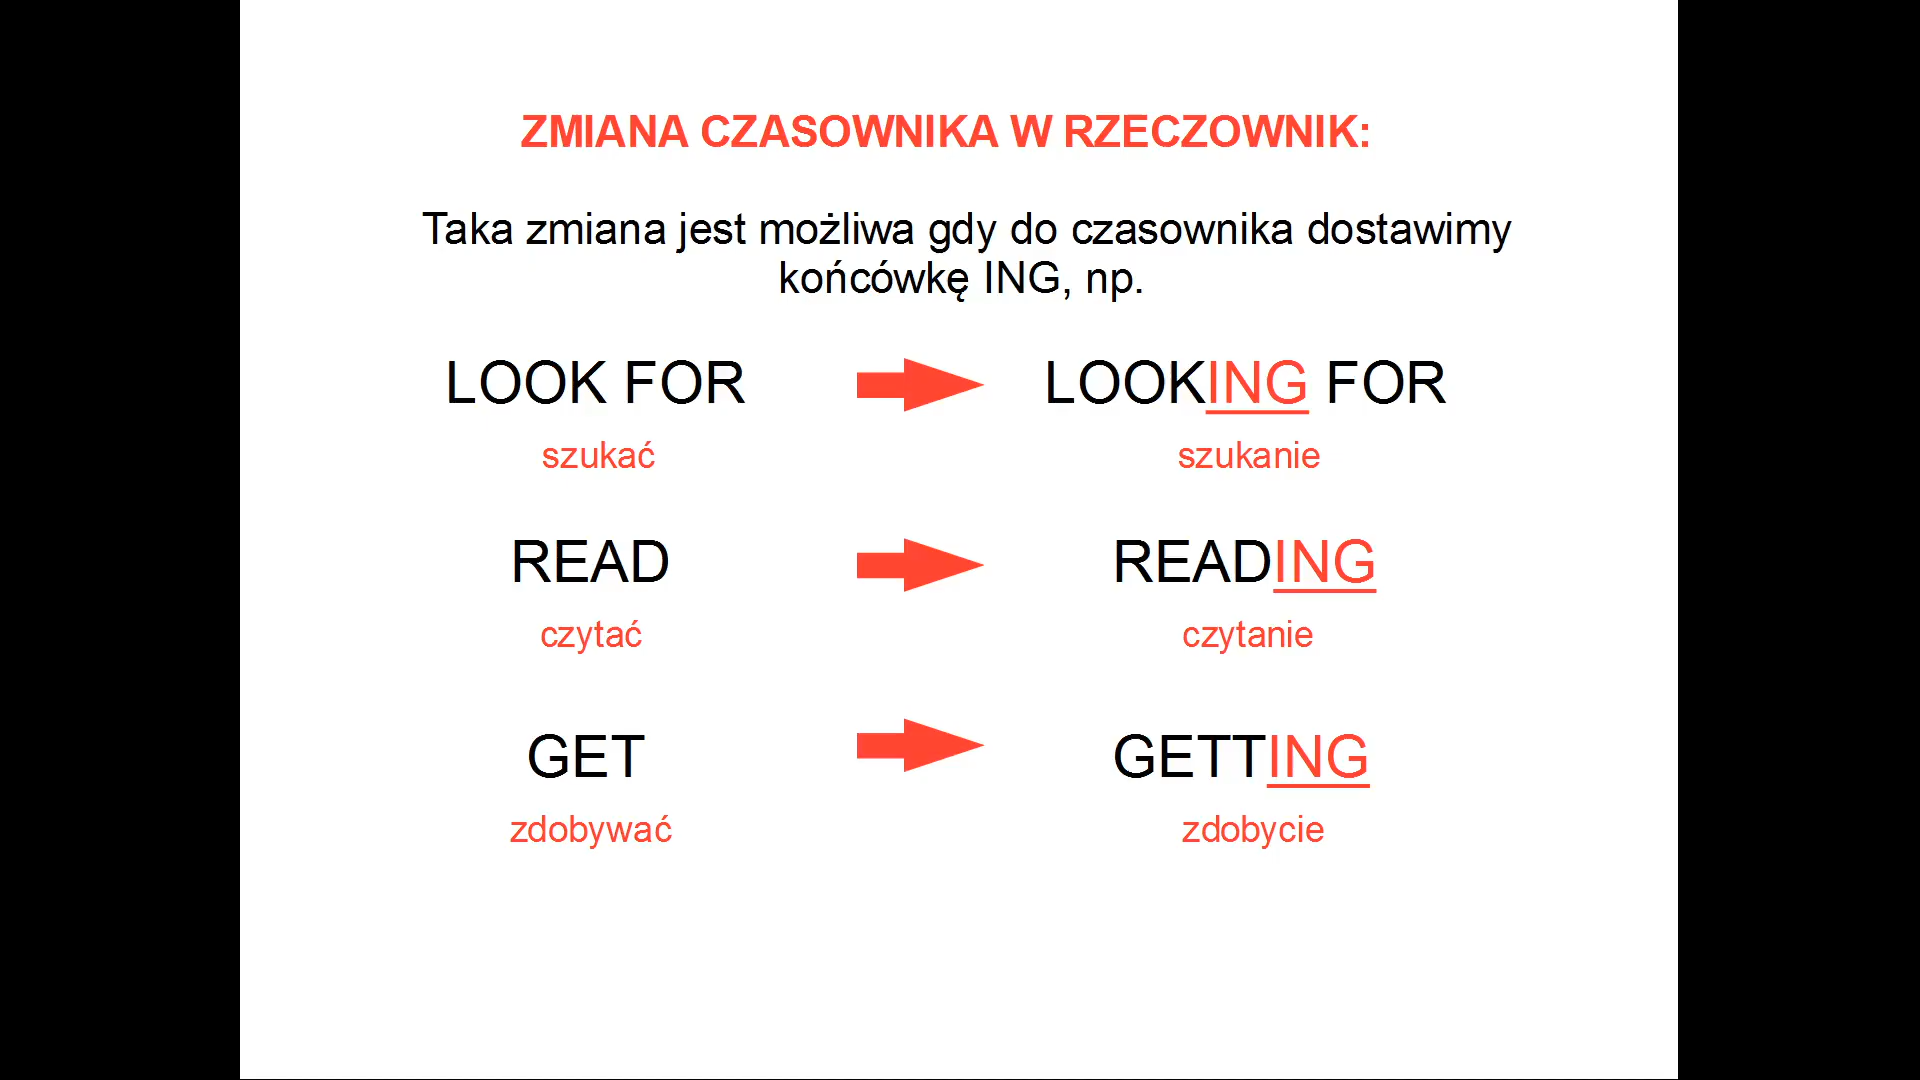 ZMIANA CZASOWNIKA W RZECZOWNIK:
Taka zmiana jest możliwa gdy do czasownika dostawimy
końcówkę ING, np.
LOOK FOR LOOKING FOR
szukać szukanie
READ READING
czytać czytanie
GET GETTING
zdobywać zdobycie